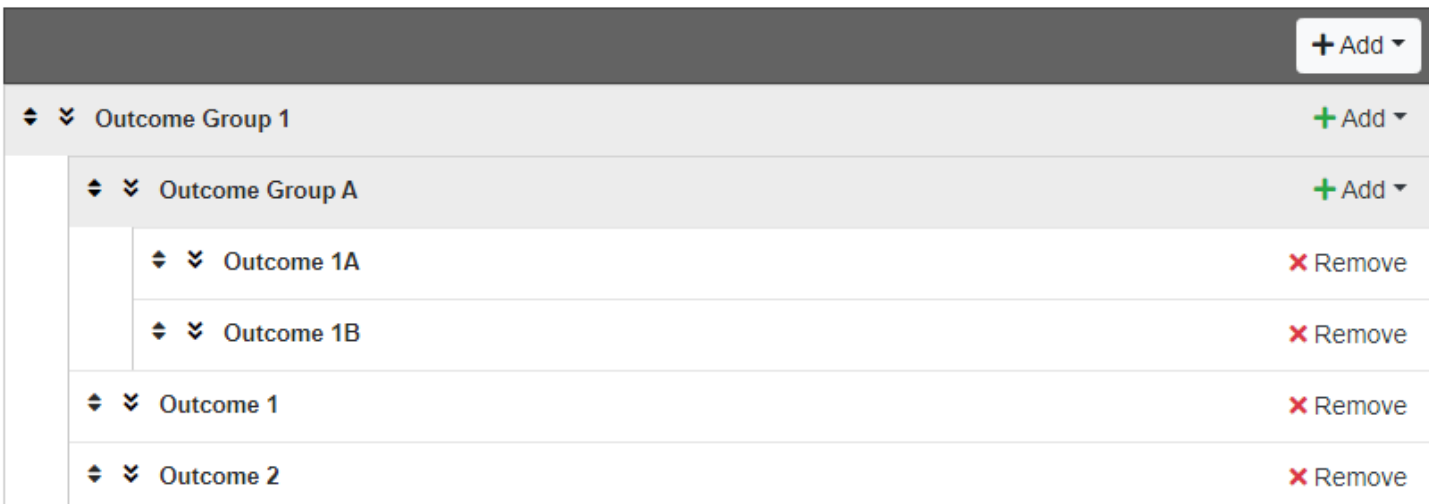 Add
Outcome Group 1 Add
Outcome Group A Add
Outcome 1A Remove
Outcome 1B Remove
Outcome 1 Remove
Outcome 2 Remove